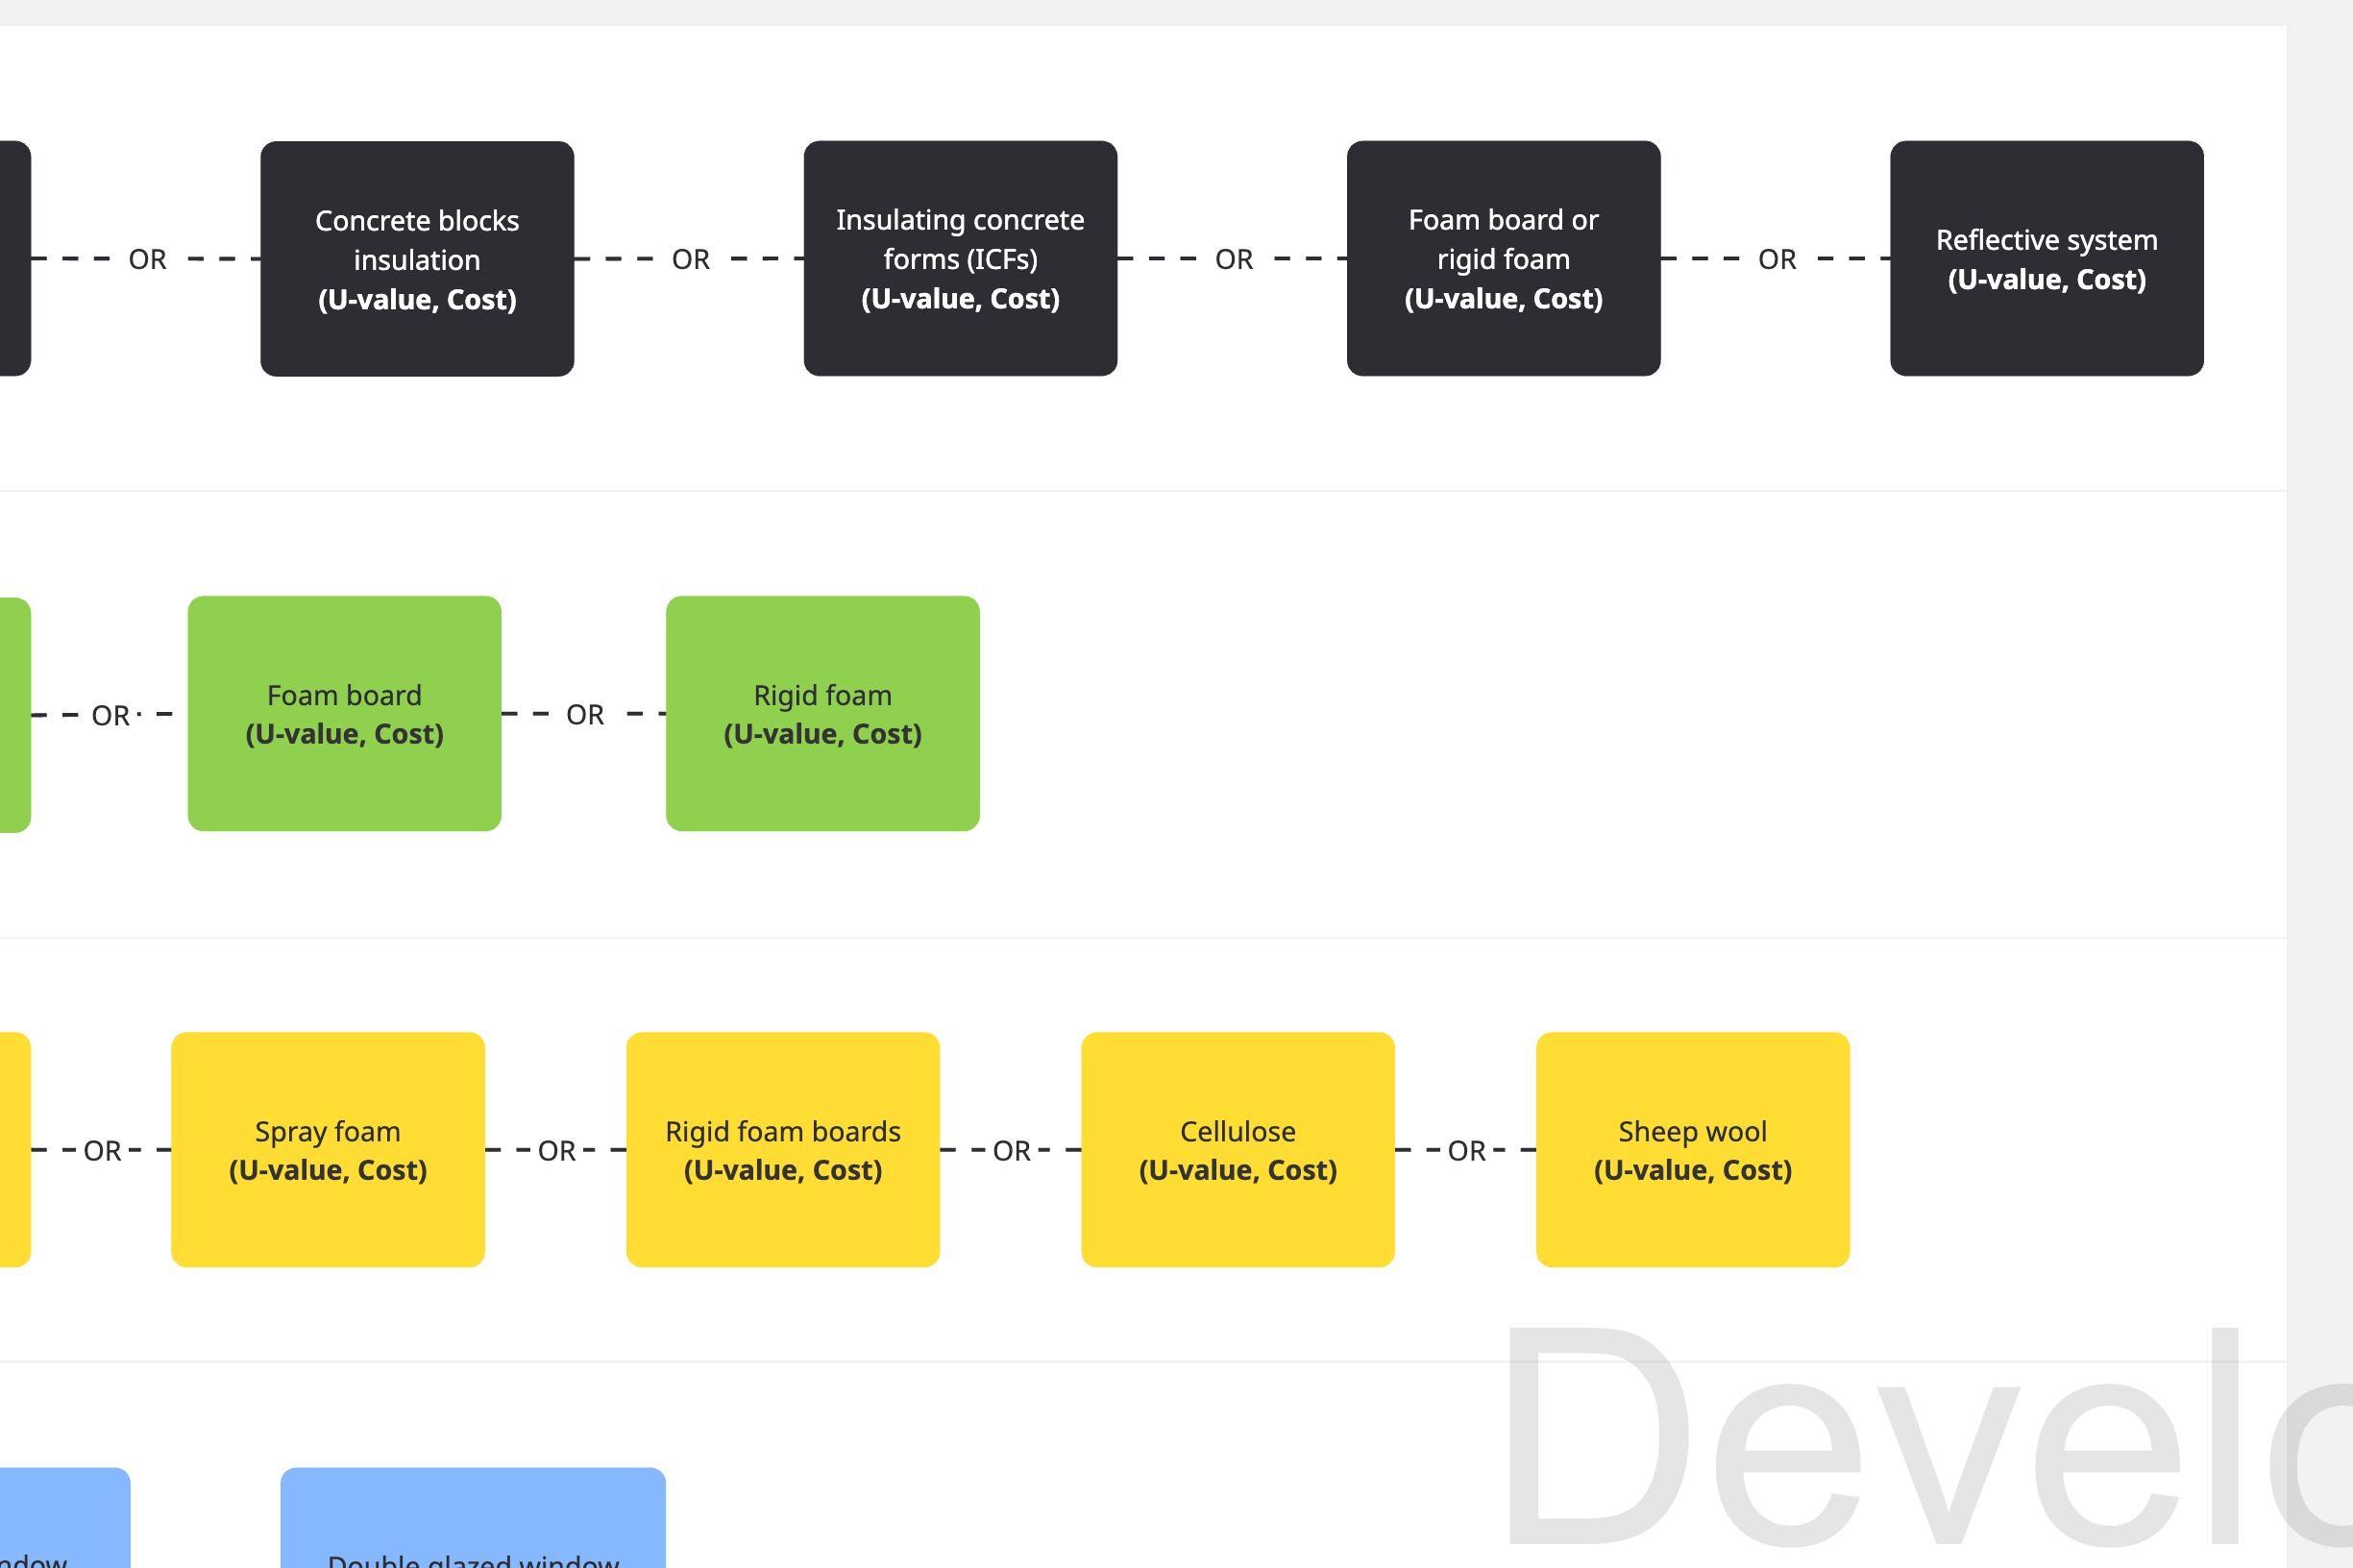 OR
Concrete blocks
insulation
(U-value, Cost)
OR
Insulating concrete
forms (ICFs)
(U-value, Cost)
OR
Foam board or
rigid foam
(U-value, Cost)
OR
Reflective system
(U-value, Cost)
OR
Foam board
(U-value, Cost)
OR
Rigid foam
(U-value, Cost)
OR
Spray foam
(U-value, Cost)
OR
Rigid foam boards
(U-value, Cost)
OR
Cellulose
(U-value, Cost)
OR
Sheep wool
(U-value, Cost)
Double glazed window